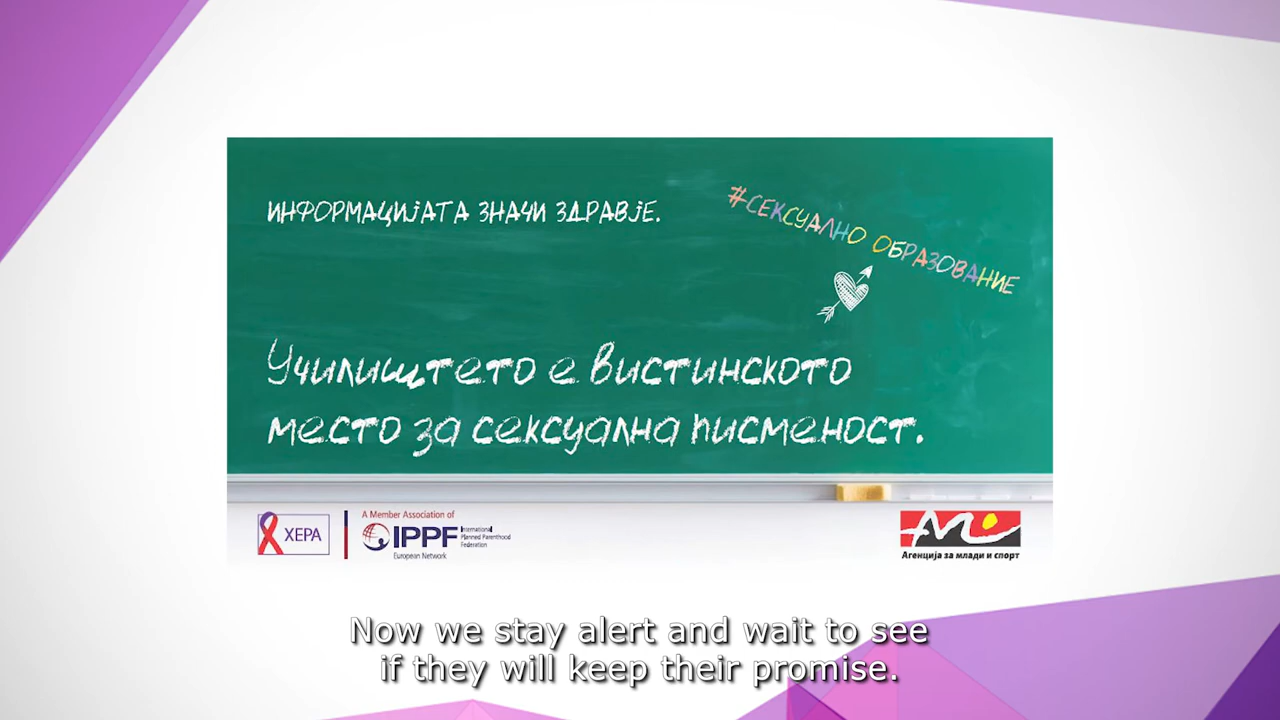 ИНФОРМАЦИЈАТА ЗНАЧИ ЗДРАВЈЕ.
#СЕКСУАЛНО ОБРАЗОВАНИЕ
Училиштето е вистинското
место за сексуална писменост.
ХЕРА
A Member Association of
IPPF
International
Planned Parenthood
Federation
European Network
Агенција за млади и спорт
Now we stay alert and wait to see
if they will keep their promise.